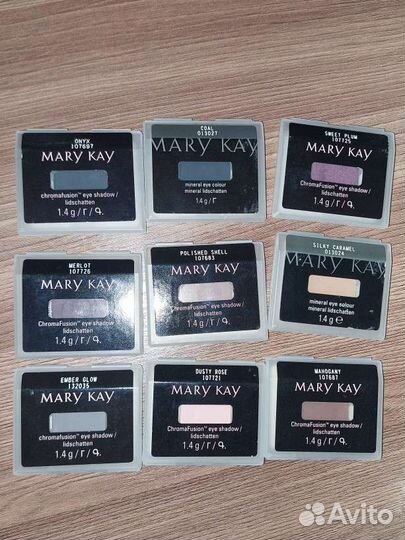 ONYX
107697
MARY KAY
chromafusion™ eye shadow /
lidschatten
1.4 g / г / գ.
COAL
013027
MARY KAY
mineral eye colour
mineral lidschatten
1.4g/г
SWEET PLUM
107725
MARY KAY
ChromaFusion™ eye shadow /
lidschatten
1.4 g / г / գ.
MERLOT
107726
MARY KAY
ChromaFusion™ eye shadow /
lidschatten
1.4 g / г / գ.
POLISHED SHELL
107683
MARY KAY
ChromaFusion™ eye shadow /
lidschatten
1.4 g / г / գ.
SILKY CARAMEL
013024
MARY KAY
mineral eye colour
mineral lidschatten
1.4 g e
EMBER GLOW
132035
MARY KAY
chromafusion™ eye shadow /
lidschatten
1.4 g / г / գ.
DUSTY ROSE
107721
MARY KAY
ChromaFusion™ eye shadow /
lidschatten
1.4 g / г / գ.
MAHOGANY
107687
MARY KAY
ChromaFusion™ eye shadow /
lidschatten
1.4 g / г / գ.
Avito